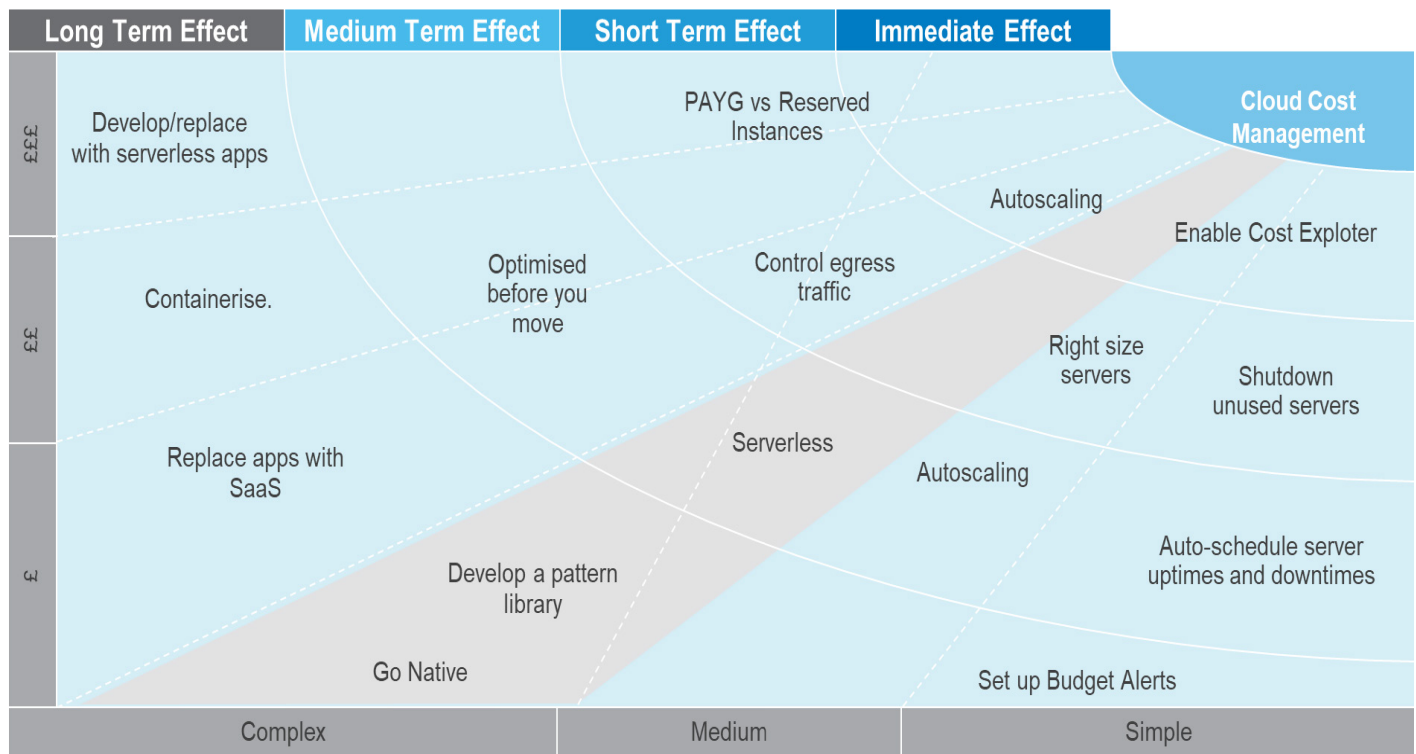 Long Term Effect
Medium Term Effect
Short Term Effect
Immediate Effect
Cloud Cost
Management
£££
Develop/replace
with serverless apps
PAYG vs Reserved
Instances
Autoscaling
Enable Cost Exploter
££
Containerise.
Optimised
before you
move
Control egress
traffic
Right size
servers
Shutdown
unused servers
£
Replace apps with
SaaS
Serverless
Autoscaling
Develop a pattern
library
Auto-schedule server
uptimes and downtimes
Go Native
Set up Budget Alerts
Complex
Medium
Simple